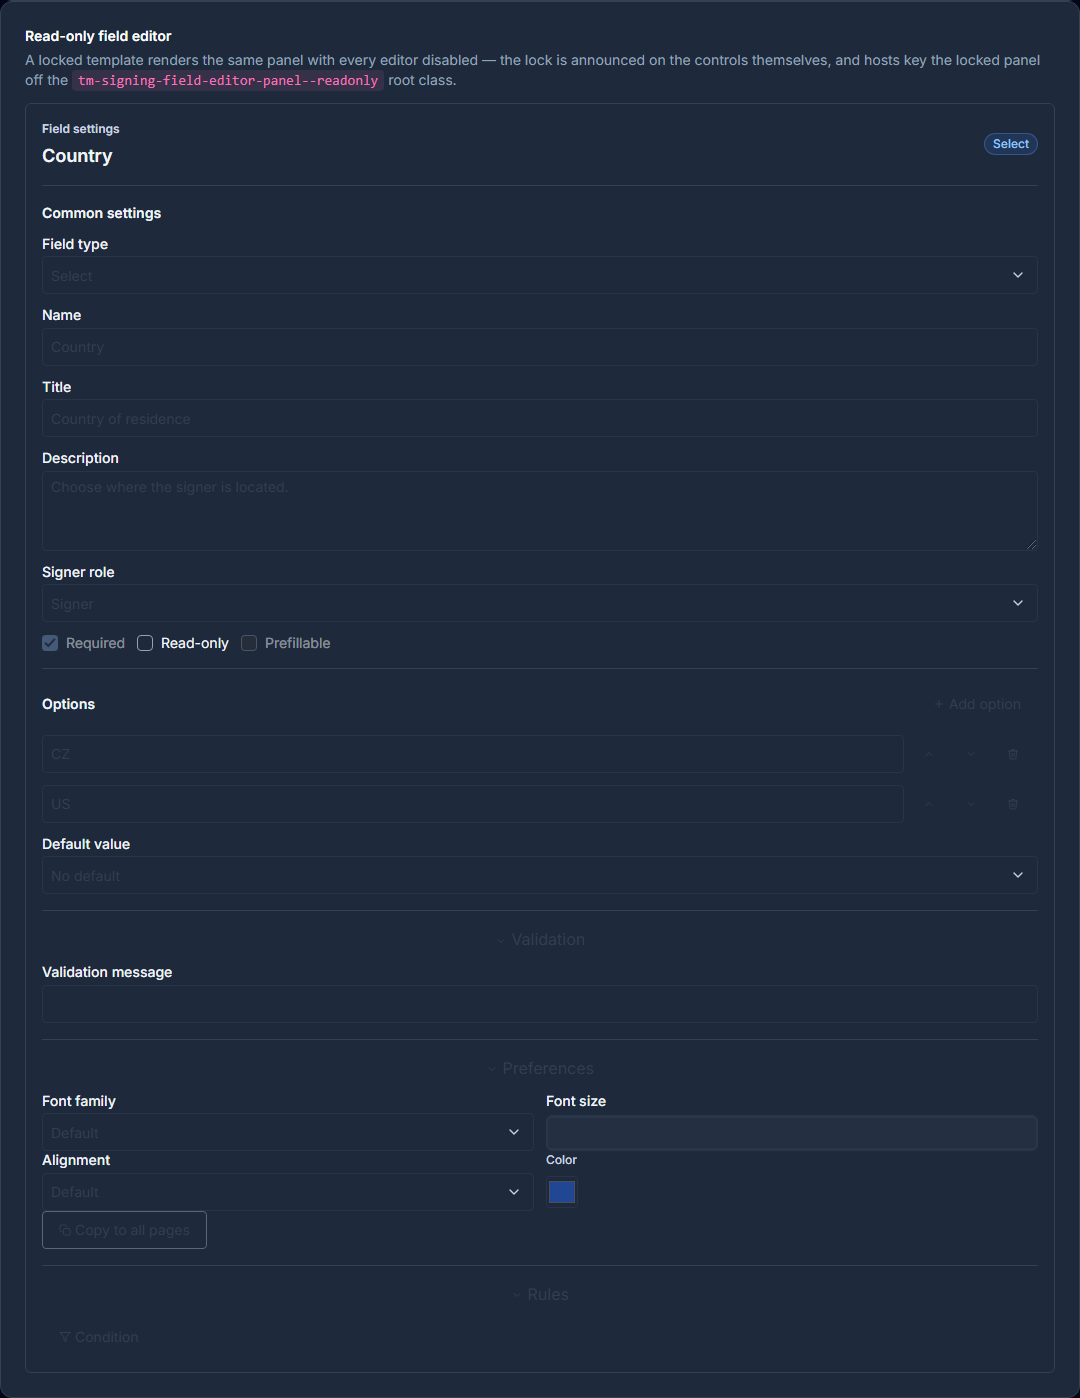 Read-only field editor
A locked template renders the same panel with every editor disabled — the lock is announced on the controls themselves, and hosts key the locked panel
off the tm-signing-field-editor-panel--readonly root class.
Field settings
Country
Select
Common settings
Field type
Select
Name
Country
Title
Country of residence
Description
Choose where the signer is located.
Signer role
Signer
Required Read-only Prefillable
Options
+ Add option
CZ
US
Default value
No default
Validation
Validation message
Preferences
Font family Font size
Default
Alignment Color
Default
Copy to all pages
Rules
Condition